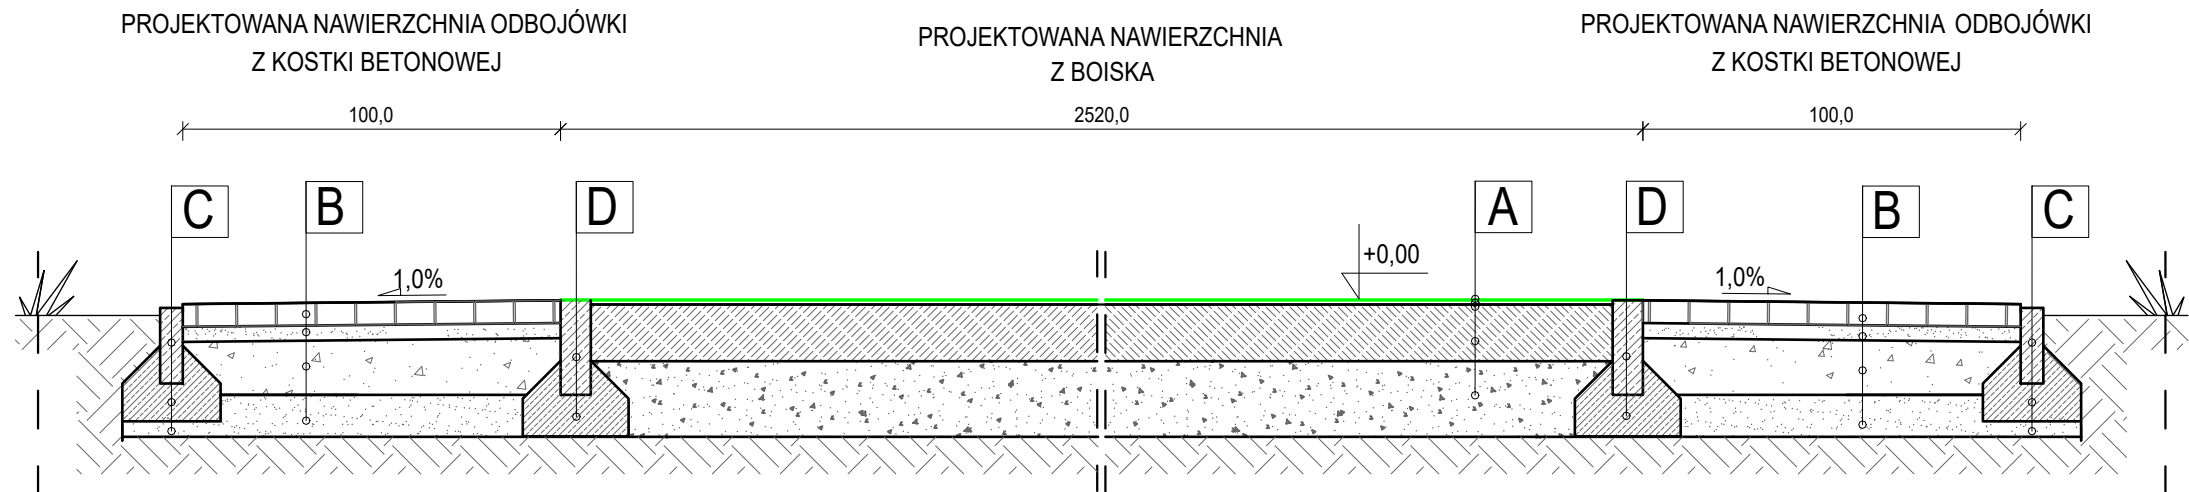 PROJEKTOWANA NAWIERZCHNIA ODBOJÓWKI
Z KOSTKI BETONOWEJ
PROJEKTOWANA NAWIERZCHNIA
Z BOISKA
PROJEKTOWANA NAWIERZCHNIA ODBOJÓWKI
Z KOSTKI BETONOWEJ
100,0
2520,0
100,0
C
B
D
A
D
B
C
1,0%
+0,00
1,0%